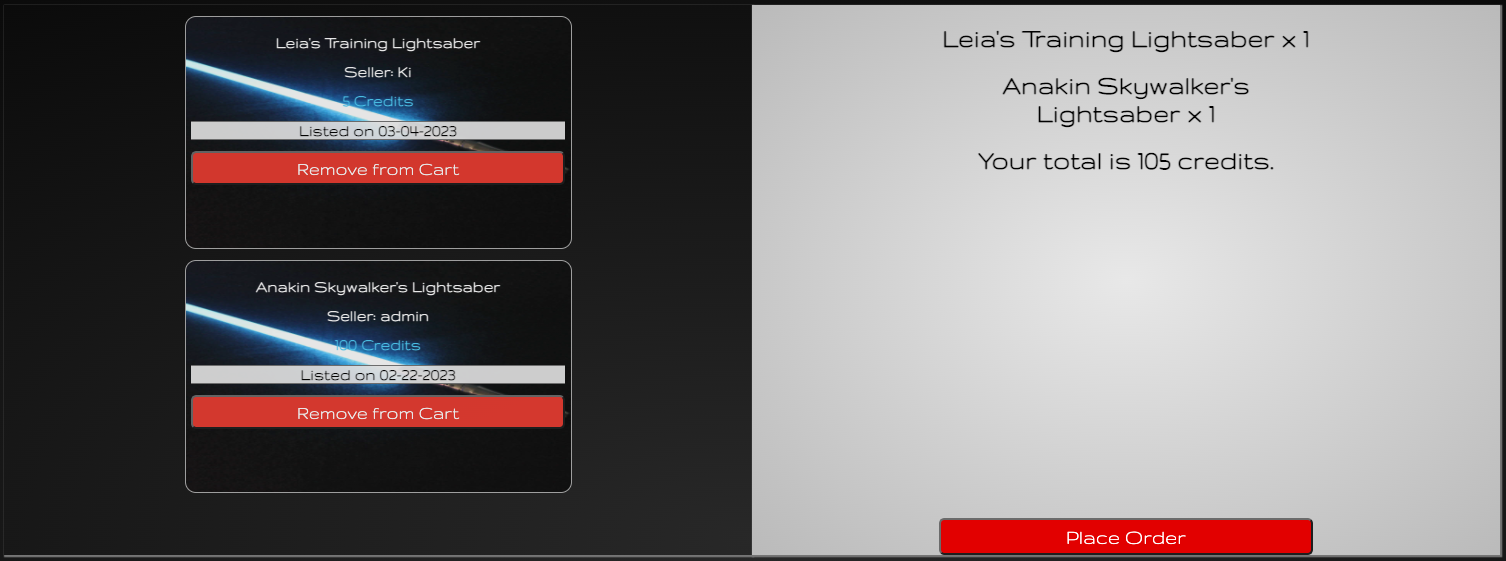 Leia's Training Lightsaber
Seller: Ki
5 Credits
Listed on 03-04-2023
Remove from Cart
Anakin Skywalker's Lightsaber
Seller: admin
100 Credits
Listed on 02-22-2023
Remove from Cart
Leia's Training Lightsaber x 1
Anakin Skywalker's
Lightsaber x 1
Your total is 105 credits.
Place Order